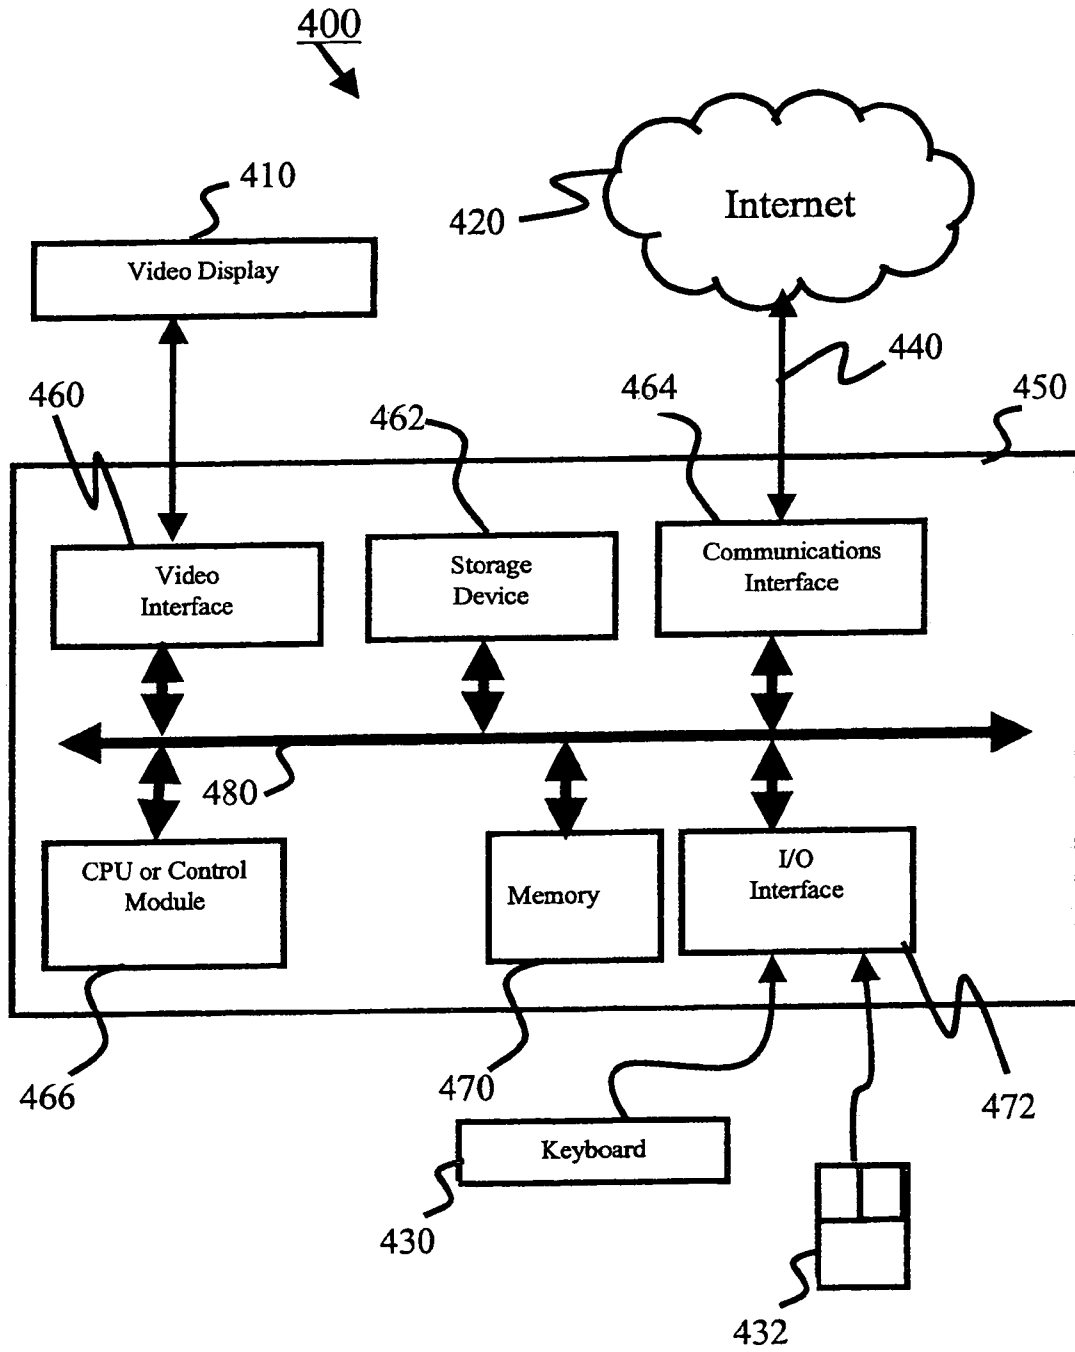 400
410
Internet
420
Video Display
440
460
462
464
450
Video
Interface
Storage
Device
Communications
Interface
480
CPU or Control
Module
Memory
I/O
Interface
466
470
472
Keyboard
430
432